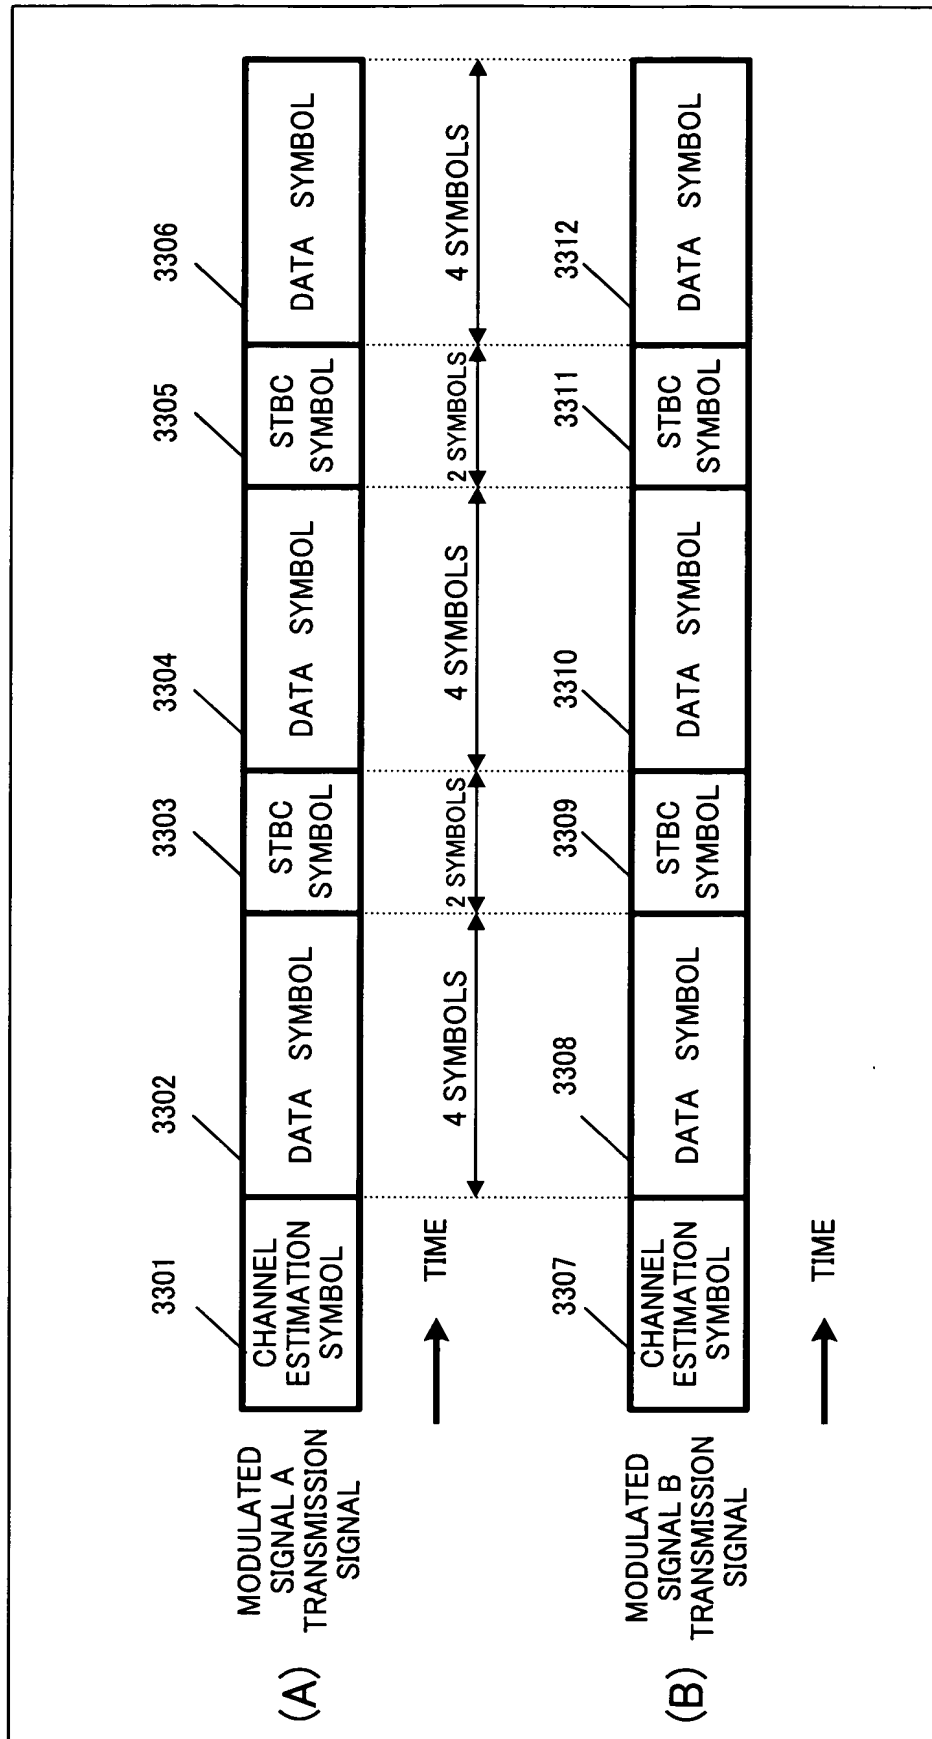 3301
3302
3303
3304
3305
3306
(A)
MODULATED
SIGNAL A
TRANSMISSION
SIGNAL
CHANNEL
ESTIMATION
SYMBOL
DATA SYMBOL
STBC
SYMBOL
DATA SYMBOL
STBC
SYMBOL
DATA SYMBOL
TIME
4 SYMBOLS
2 SYMBOLS
4 SYMBOLS
2 SYMBOLS
4 SYMBOLS
3307
3308
3309
3310
3311
3312
(B)
MODULATED
SIGNAL B
TRANSMISSION
SIGNAL
CHANNEL
ESTIMATION
SYMBOL
DATA SYMBOL
STBC
SYMBOL
DATA SYMBOL
STBC
SYMBOL
DATA SYMBOL
TIME